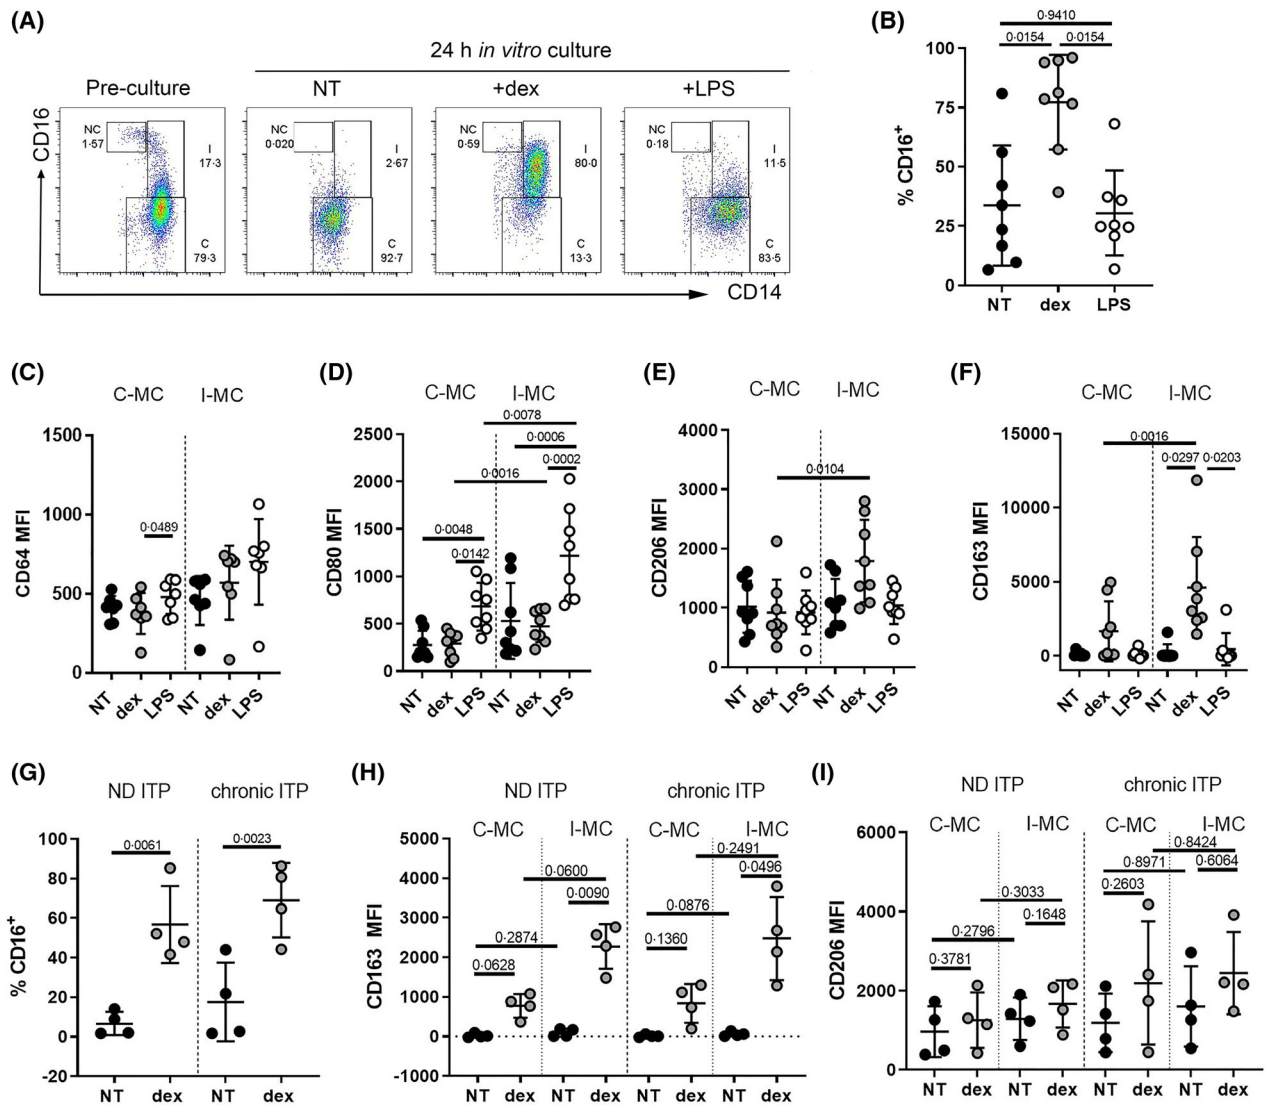 (A)
24 h in vitro culture
Pre-culture
NT
+dex
+LPS
CD16
NC
1·57
I
17·3
C
79·3
NC
0·020
I
2·67
C
92·7
NC
0·59
I
80·0
C
13·3
NC
0·18
I
11·5
C
83·5
CD14
(B)
0·9410
0·0154 0·0154
% CD16+
100
75
50
25
0
NT dex LPS
(C)
C-MC I-MC
CD64 MFI
1500
1000
500
0
0·0489
NT dex LPS NT dex LPS
(D)
C-MC I-MC
CD80 MFI
2500
2000
1500
1000
500
0
0·0078
0·0006
0·0002
0·0016
0·0048
0·0142
NT dex LPS NT dex LPS
(E)
C-MC I-MC
CD206 MFI
4000
3000
2000
1000
0
0·0104
NT dex LPS NT dex LPS
(F)
C-MC I-MC
CD163 MFI
15000
10000
5000
0
0·0016
0·0297 0·0203
NT dex LPS NT dex LPS
(G)
ND ITP chronic ITP
% CD16+
100
80
60
40
20
0
-20
0·0061 0·0023
NT dex NT dex
(H)
ND ITP chronic ITP
C-MC I-MC C-MC I-MC
CD163 MFI
5000
4000
3000
2000
1000
0
-1000
0·2491
0·0600 0·0496
0·0090
0·0876
0·2874 0·1360
0·0628
NT dex NT dex NT dex NT dex
(I)
ND ITP chronic ITP
C-MC I-MC C-MC I-MC
CD206 MFI
6000
4000
2000
0
0·8424
0·8971 0·6064
0·3033 0·2603
0·1648
0·2796
0·3781
NT dex NT dex NT dex NT dex